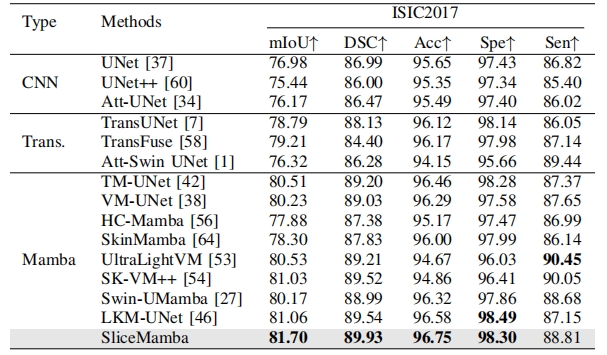 Type Methods ISIC2017
mIoU↑ DSC↑ Acc↑ Spe↑ Sen↑
UNet [37] 76.98 86.99 95.65 97.43 86.82
CNN UNet++ [60] 75.44 86.00 95.35 97.34 85.40
Att-UNet [34] 76.17 86.47 95.49 97.40 86.02
TransUNet [7] 78.79 88.13 96.12 98.14 86.05
Trans. TransFuse [58] 79.21 84.40 96.17 97.98 87.14
Att-Swin UNet [1] 76.32 86.28 94.15 95.66 89.44
TM-UNet [42] 80.51 89.20 96.46 98.28 87.37
VM-UNet [38] 80.23 89.03 96.29 97.58 87.65
HC-Mamba [56] 77.88 87.38 95.17 97.47 86.99
SkinMamba [64] 78.30 87.83 96.00 97.99 86.14
Mamba UltraLightVM [53] 80.53 89.21 94.67 96.03 90.45
SK-VM++ [54] 81.03 89.52 94.86 96.41 90.05
Swin-UMamba [27] 80.17 88.99 96.32 97.86 88.68
LKM-UNet [46] 81.06 89.54 96.58 98.49 87.15
SliceMamba 81.70 89.93 96.75 98.30 88.81